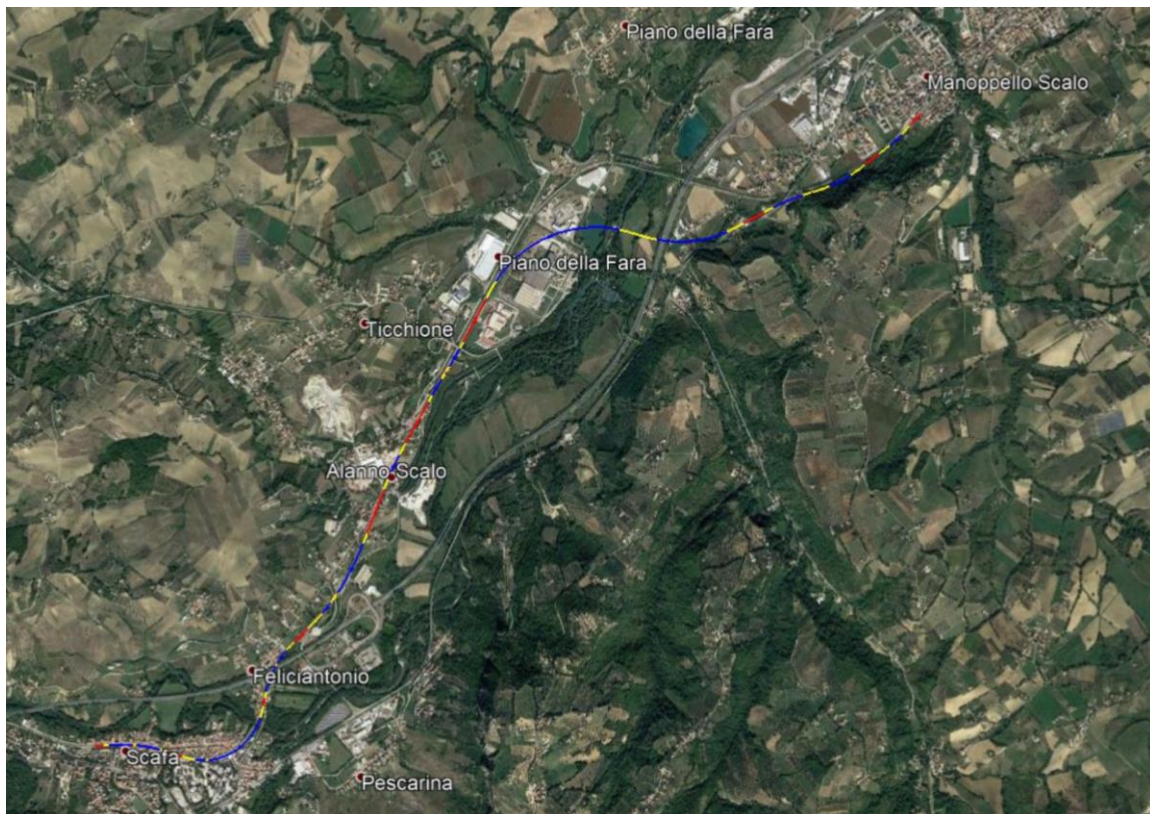 Piano della Fara
Manoppello Scalo
Piano della Fara
Ticchione
Alanno Scalo
Feliciantonio
Scafa
Pescarina